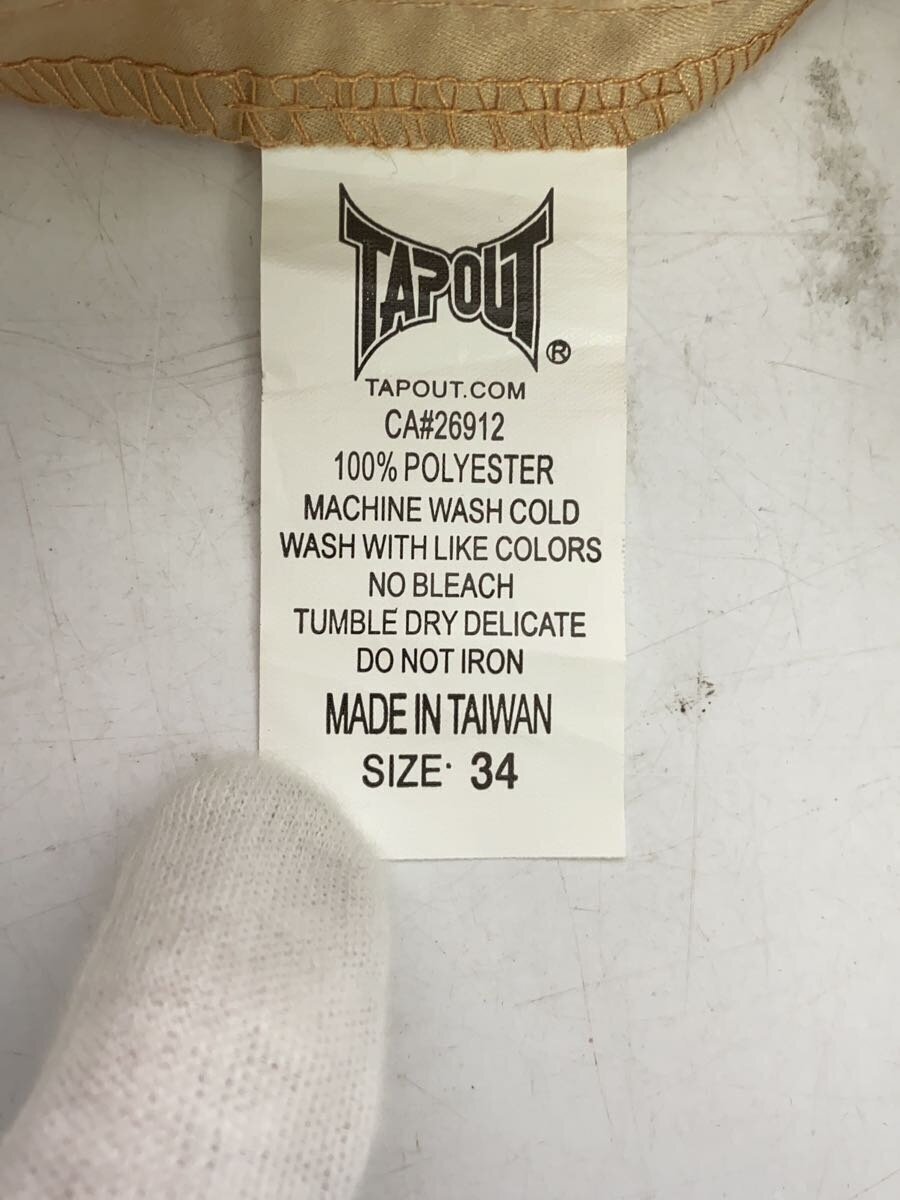 TAPOUT
®
TAPOUT.COM
CA#26912
100% POLYESTER
MACHINE WASH COLD
WASH WITH LIKE COLORS
NO BLEACH
TUMBLE DRY DELICATE
DO NOT IRON
MADE IN TAIWAN
SIZE· 34